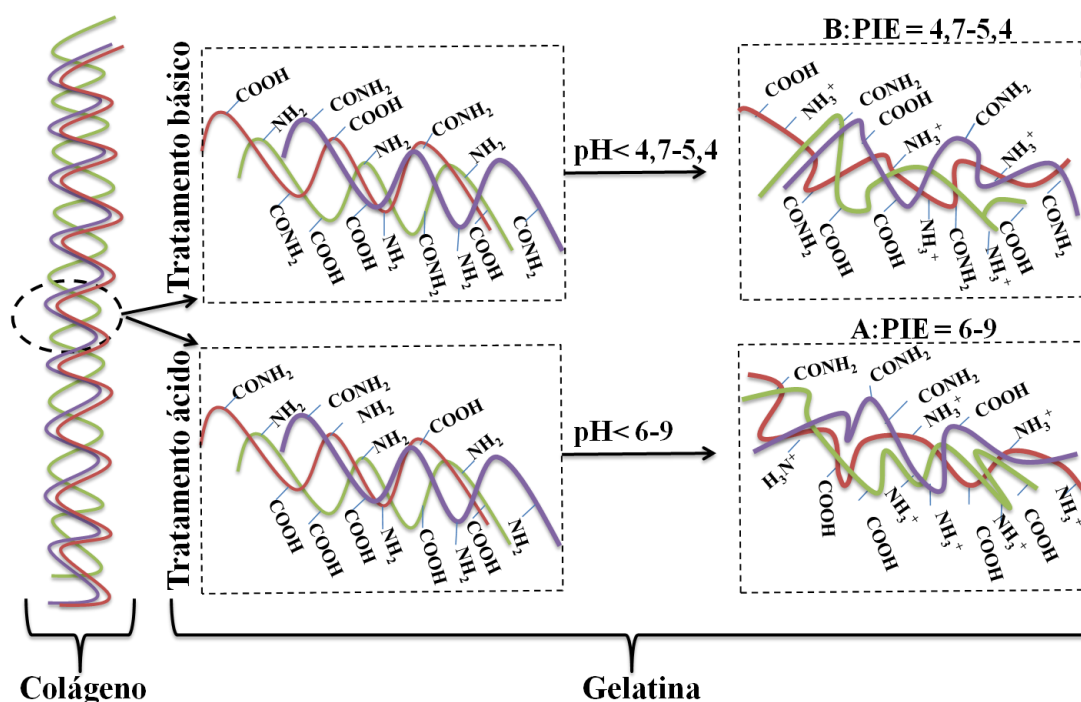 Tratamento básico
COOH
NH₂
CONH₂
COOH
NH₂
CONH₂
NH₂
CONH₂
COOH
COOH
NH₂
CONH₂
NH₂
COOH
CONH₂
pH< 4,7-5,4
B:PIE = 4,7-5,4
COOH
NH₃⁺
CONH₂
COOH
NH₃⁺
CONH₂
NH₃⁺
CONH₂
COOH
COOH
NH₃⁺
CONH₂
NH₃⁺
COOH
CONH₂
Tratamento ácido
CONH₂
NH₂
CONH₂
NH₂
NH₂
COOH
NH₂
COOH
COOH
COOH
NH₂
COOH
NH₂
COOH
NH₂
pH< 6-9
A:PIE = 6-9
CONH₂
CONH₂
CONH₂
NH₃⁺
COOH
NH₃⁺
H₃N⁺
COOH
COOH
NH₃⁺
NH₃⁺
COOH
NH₃⁺
COOH
NH₃⁺
Colágeno
Gelatina